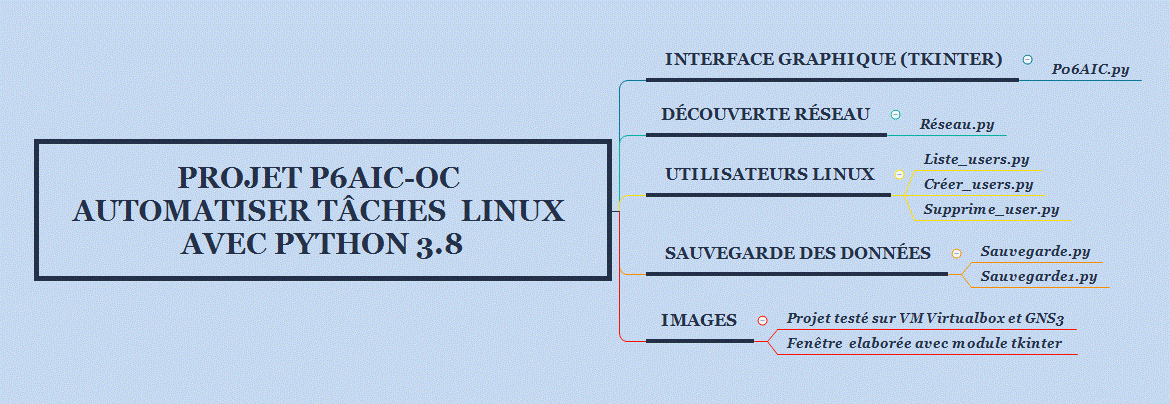 PROJET P6AIC-OC
AUTOMATISER TÂCHES LINUX
AVEC PYTHON 3.8
INTERFACE GRAPHIQUE (TKINTER)
P06AIC.py
DÉCOUVERTE RÉSEAU
Réseau.py
UTILISATEURS LINUX
Liste_users.py
Créer_users.py
Supprime_user.py
SAUVEGARDE DES DONNÉES
Sauvegarde.py
Sauvegarde1.py
IMAGES
Projet testé sur VM Virtualbox et GNS3
Fenêtre elaborée avec module tkinter